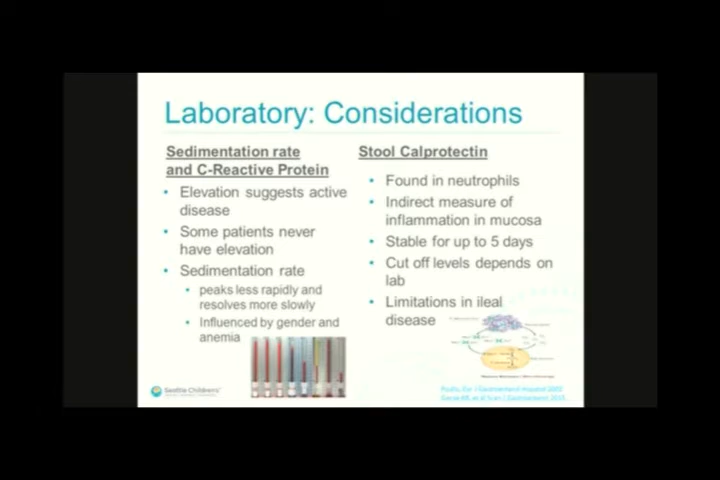 Laboratory: Considerations
Sedimentation rate
and C-Reactive Protein
• Elevation suggests active
disease
• Some patients never
have elevation
• Sedimentation rate
• peaks less rapidly and
resolves more slowly
• Influenced by gender and
anemia
Stool Calprotectin
• Found in neutrophils
• Indirect measure of
inflammation in mucosa
• Stable for up to 5 days
• Cut off levels depends on
lab
• Limitations in ileal
disease
Seattle Children's